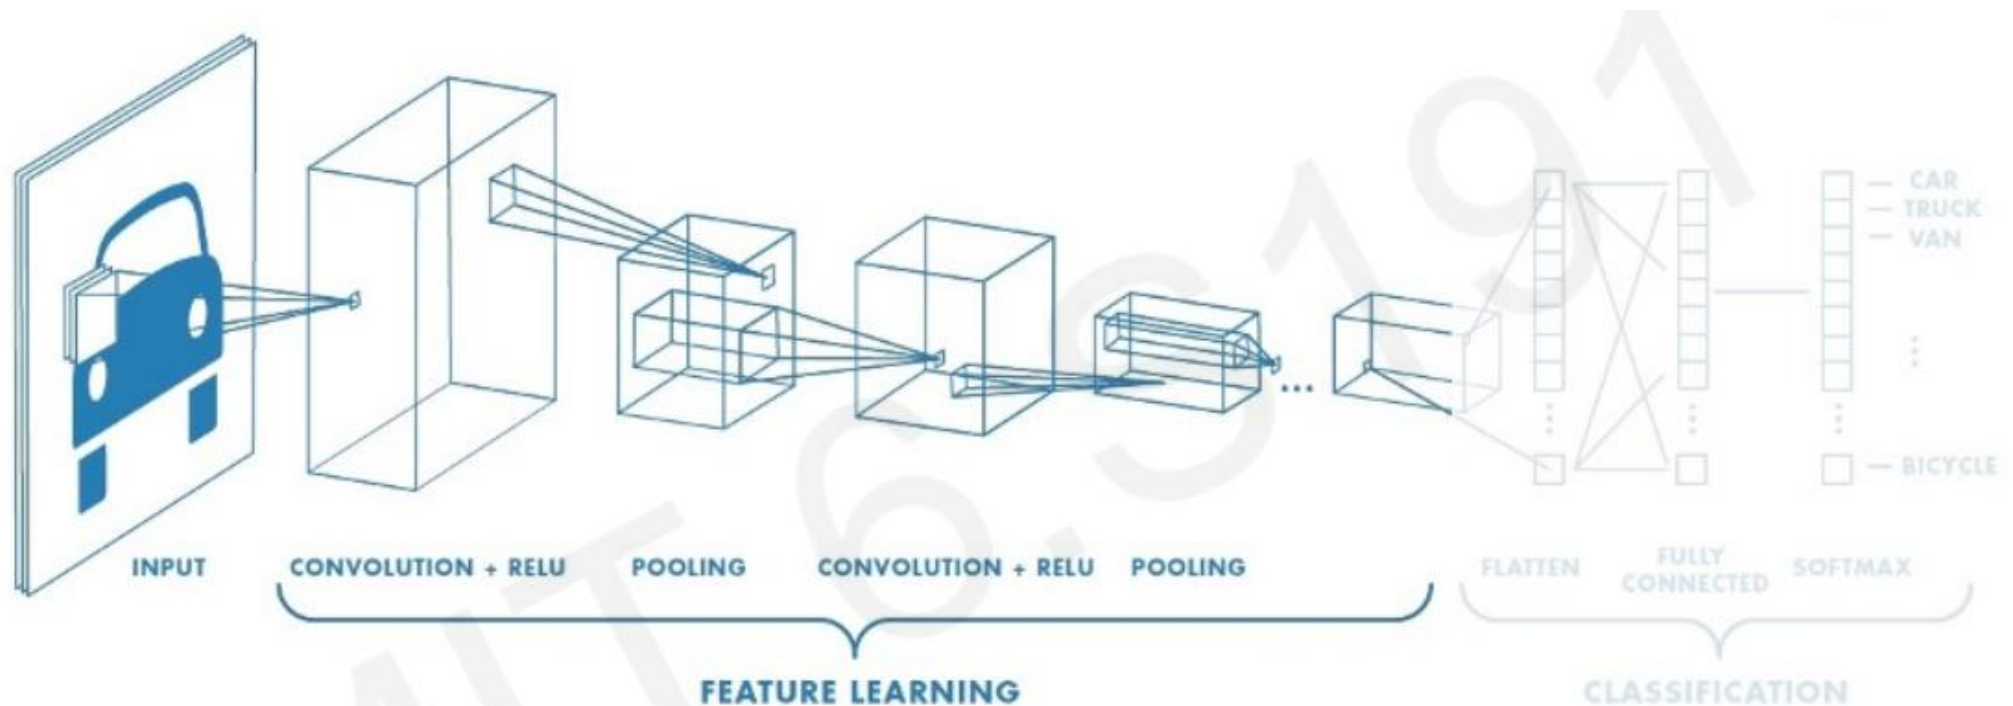 CAR
TRUCK
VAN
BICYCLE
INPUT
CONVOLUTION + RELU
POOLING
CONVOLUTION + RELU
POOLING
FLATTEN
FULLY
CONNECTED
SOFTMAX
FEATURE LEARNING
CLASSIFICATION
MIT 6.S191